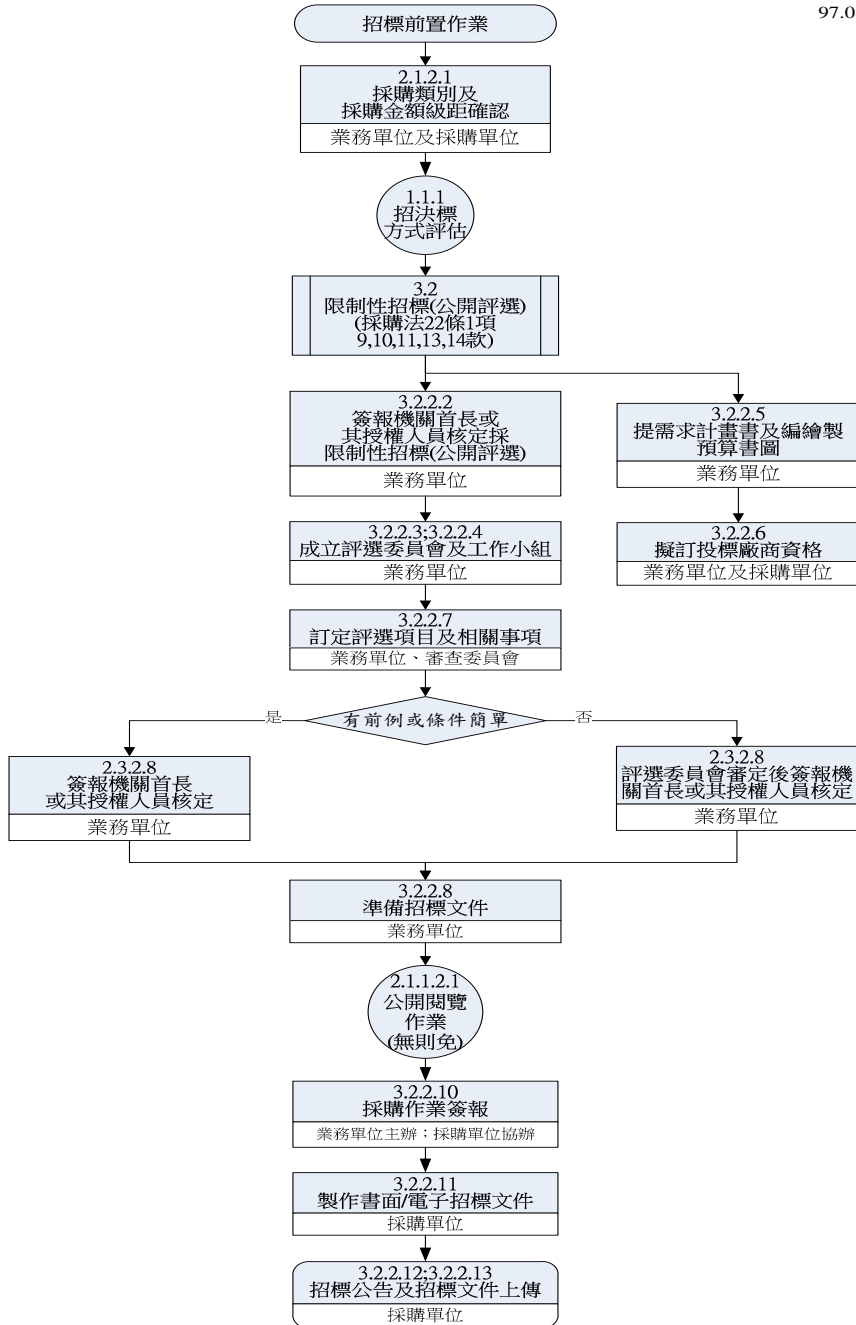 97.0
招標前置作業
2.1.2.1
採購類別及
採購金額級距確認
業務單位及採購單位
1.1.1
招決標
方式評估
3.2
限制性招標(公開評選)
(採購法22條1項
9,10,11,13,14款)
3.2.2.2
簽報機關首長或
其授權人員核定採
限制性招標(公開評選)
業務單位
3.2.2.5
提需求計畫書及編繪製
預算書圖
業務單位
3.2.2.3;3.2.2.4
成立評選委員會及工作小組
業務單位
3.2.2.6
擬訂投標廠商資格
業務單位及採購單位
3.2.2.7
訂定評選項目及相關事項
業務單位、審查委員會
是
有前例或條件簡單
否
2.3.2.8
簽報機關首長
或其授權人員核定
業務單位
2.3.2.8
評選委員會審定後簽報機
關首長或其授權人員核定
業務單位
3.2.2.8
準備招標文件
業務單位
2.1.1.2.1
公開閱覽
作業
(無則免)
3.2.2.10
採購作業簽報
業務單位主辦；採購單位協辦
3.2.2.11
製作書面/電子招標文件
採購單位
3.2.2.12;3.2.2.13
招標公告及招標文件上傳
採購單位